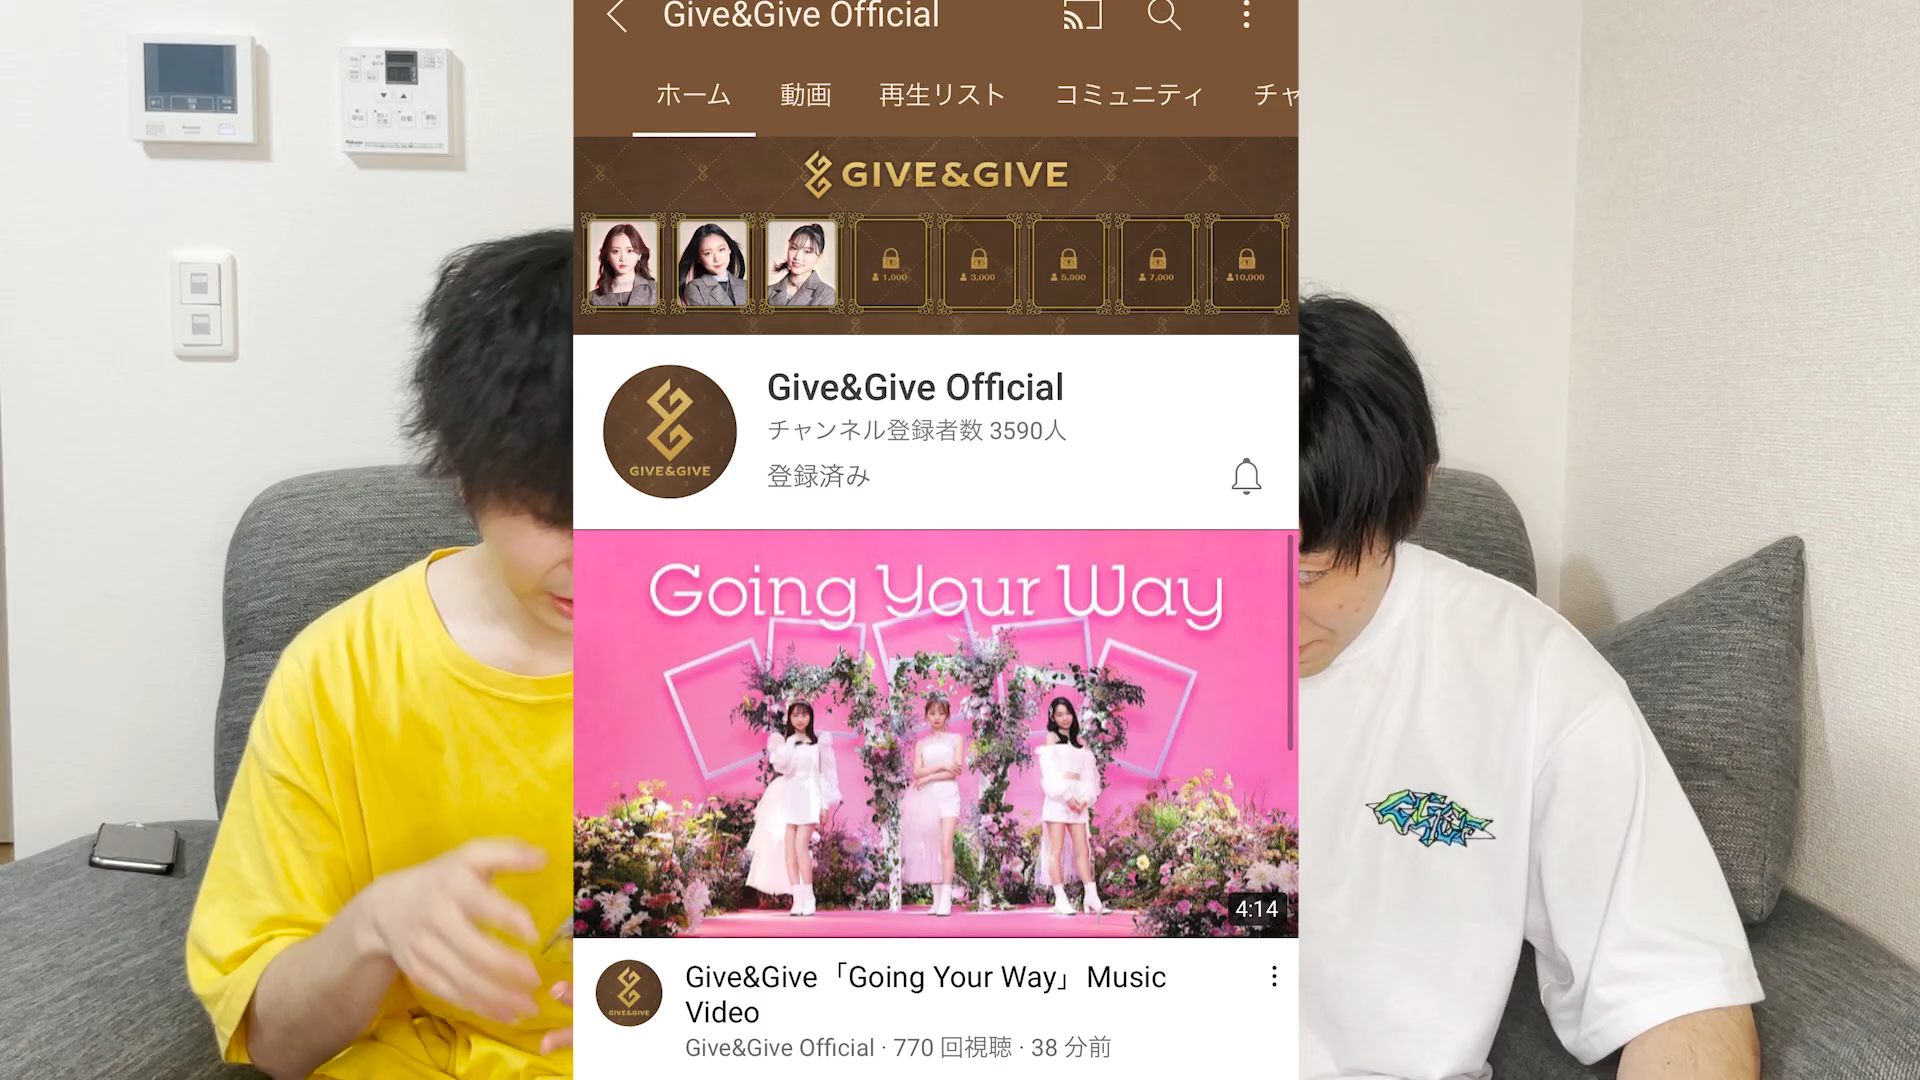 Give&Give Official
ホーム 動画 再生リスト コミュニティ チャ
GIVE&GIVE
1,000 3,000 5,000 7,000 10,000
Give&Give Official
チャンネル登録者数 3590人
登録済み
GIVE&GIVE
Going Your Way
4:14
Give&Give「Going Your Way」Music
Video
GIVE&GIVE
Give&Give Official · 770 回視聴 · 38 分前